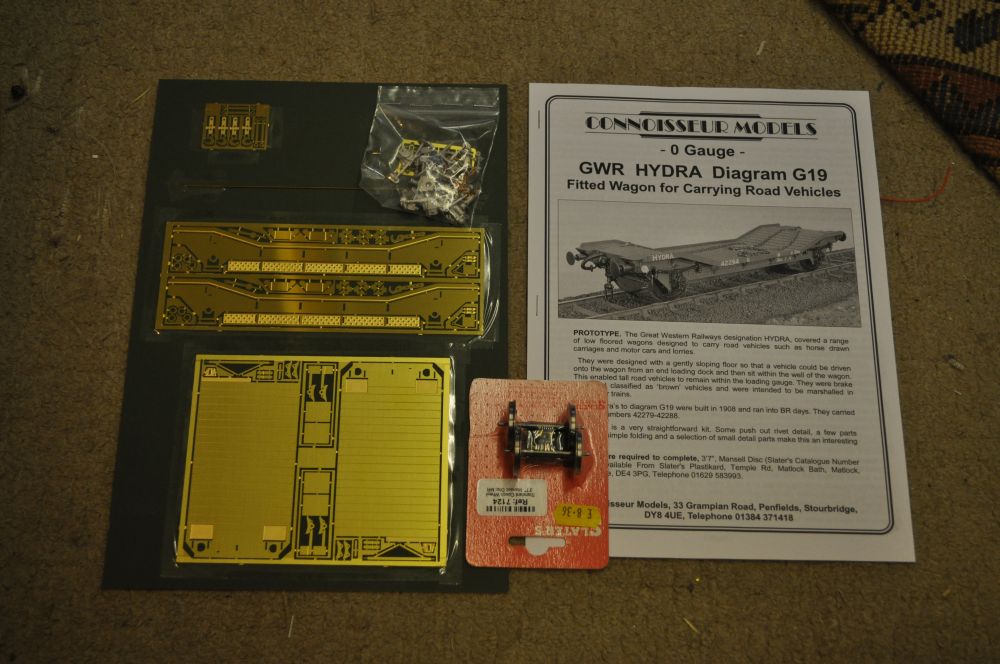 CONNOISSEUR MODELS
- 0 Gauge -
GWR HYDRA Diagram G19
Fitted Wagon for Carrying Road Vehicles
HYDRA
42284
PROTOTYPE. The Great Western Railways designation HYDRA, covered a range
of low floored wagons designed to carry road vehicles such as horse drawn
carriages and motor cars and lorries.
They were designed with a gently sloping floor so that a vehicle could be driven
onto the wagon from an end loading dock and then sit within the well of the wagon.
This enabled tall road vehicles to remain within the loading gauge. They were brake
classified as 'brown' vehicles and were intended to be marshalled in
trains.
's to diagram G19 were built in 1908 and ran into BR days. They carried
numbers 42279-42288.
is a very straightforward kit. Some push out rivet detail, a few parts
simple folding and a selection of small detail parts make this an interesting
required to complete, 3'7", Mansell Disc (Slater's Catalogue Number
available From Slater's Plastikard, Temple Rd, Matlock Bath, Matlock,
DE4 3PG, Telephone 01629 583993.
Models, 33 Grampian Road, Penfields, Stourbridge,
DY8 4UE, Telephone 01384 371418
Ref: 7124
£8.36
SLATER'S